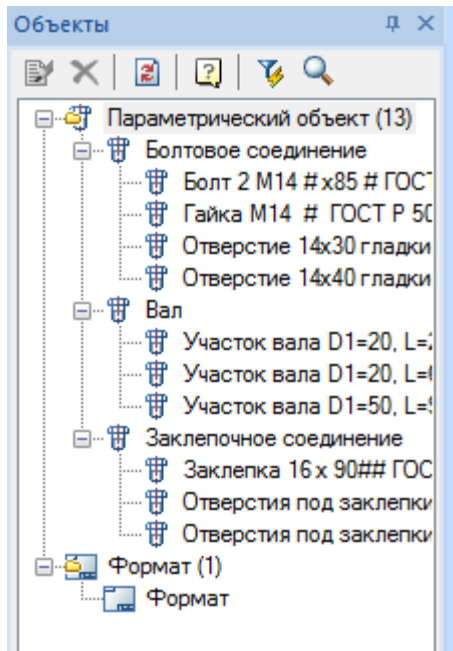 Объекты
Параметрический объект (13)
Болтовое соединение
Болт 2 М14 # х85 # ГОСТ
Гайка М14 # ГОСТ Р 50
Отверстие 14х30 гладки
Отверстие 14х40 гладки
Вал
Участок вала D1=20, L=
Участок вала D1=20, L=
Участок вала D1=50, L=
Заклепочное соединение
Заклепка 16 х 90## ГОС
Отверстия под заклепки
Отверстия под заклепки
Формат (1)
Формат